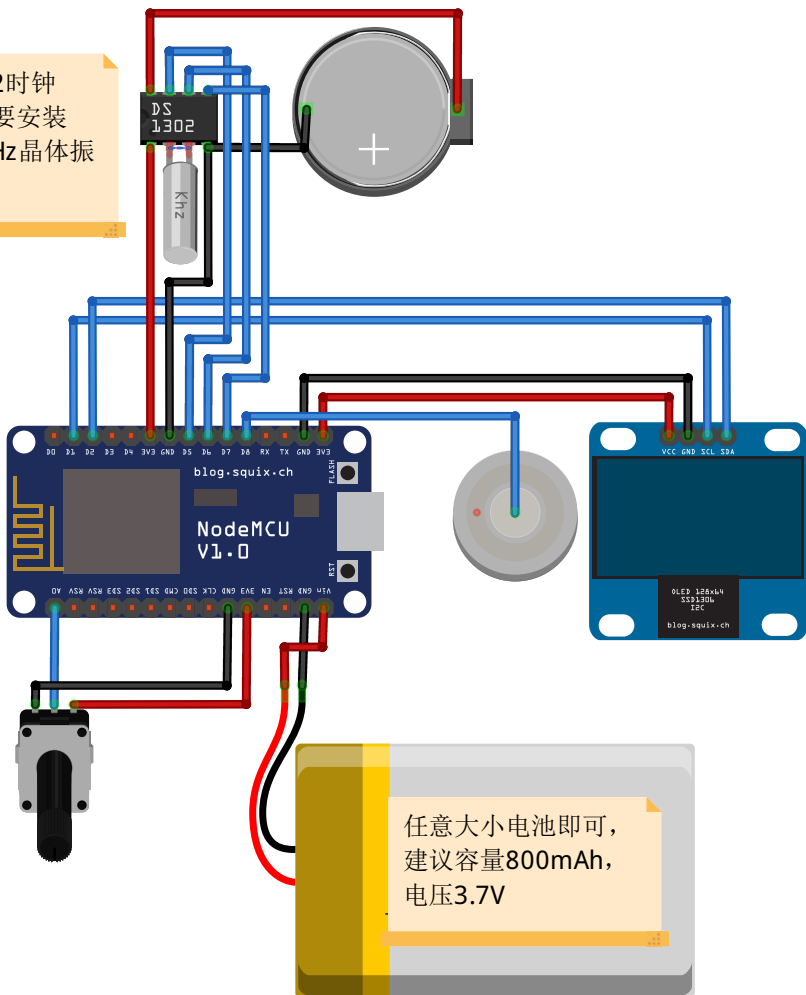 2时钟
要安装
Hz晶体振
DS
1302
Khz
D0 D1 D2 D3 D4 3V3 GND D5 D6 D7 D8 RX TX GND 3V3
blog.squix.ch
FLASH
NodeMCU
V1.0
RST
A0 RSV RSV SD3 SD2 SD1 CMD SD0 CLK GND 3V3 EN RST GND Vin
VCC GND SCL SDA
OLED 128x64
SSD1306
I2C
blog.squix.ch
任意大小电池即可,
建议容量800mAh,
电压3.7V